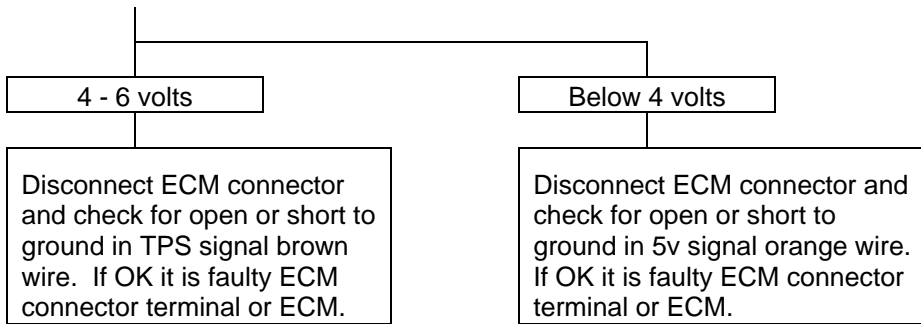 4 - 6 volts
Below 4 volts
Disconnect ECM connector
and check for open or short to
ground in TPS signal brown
wire.  If OK it is faulty ECM
connector terminal or ECM.
Disconnect ECM connector and
check for open or short to
ground in 5v signal orange wire.
If OK it is faulty ECM connector
terminal or ECM.